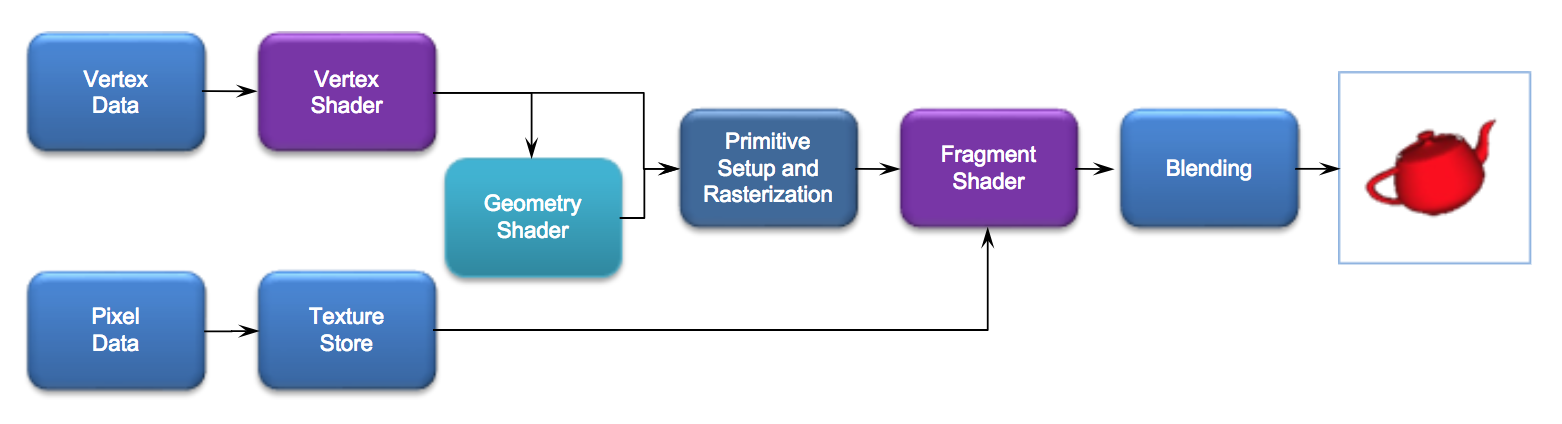 Vertex
Data
Vertex
Shader
Geometry
Shader
Primitive
Setup and
Rasterization
Fragment
Shader
Blending
Pixel
Data
Texture
Store